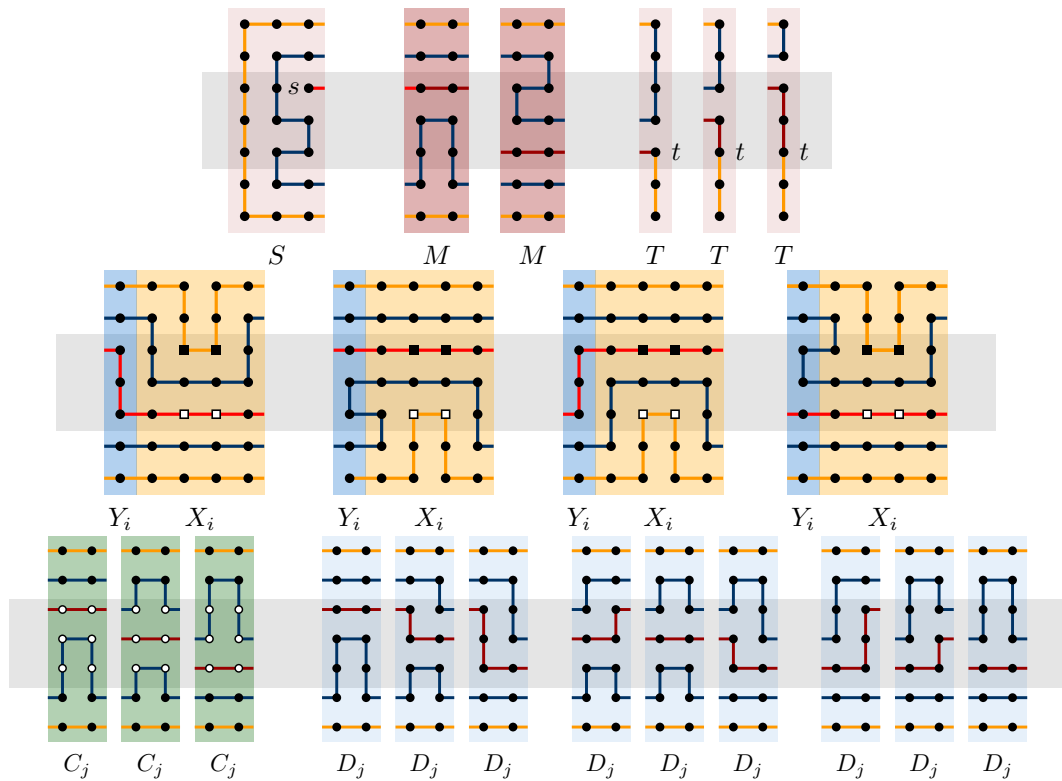 s t t t
S M M T T T
Y_i X_i Y_i X_i Y_i X_i Y_i X_i
C_j C_j C_j D_j D_j D_j D_j D_j D_j D_j D_j D_j